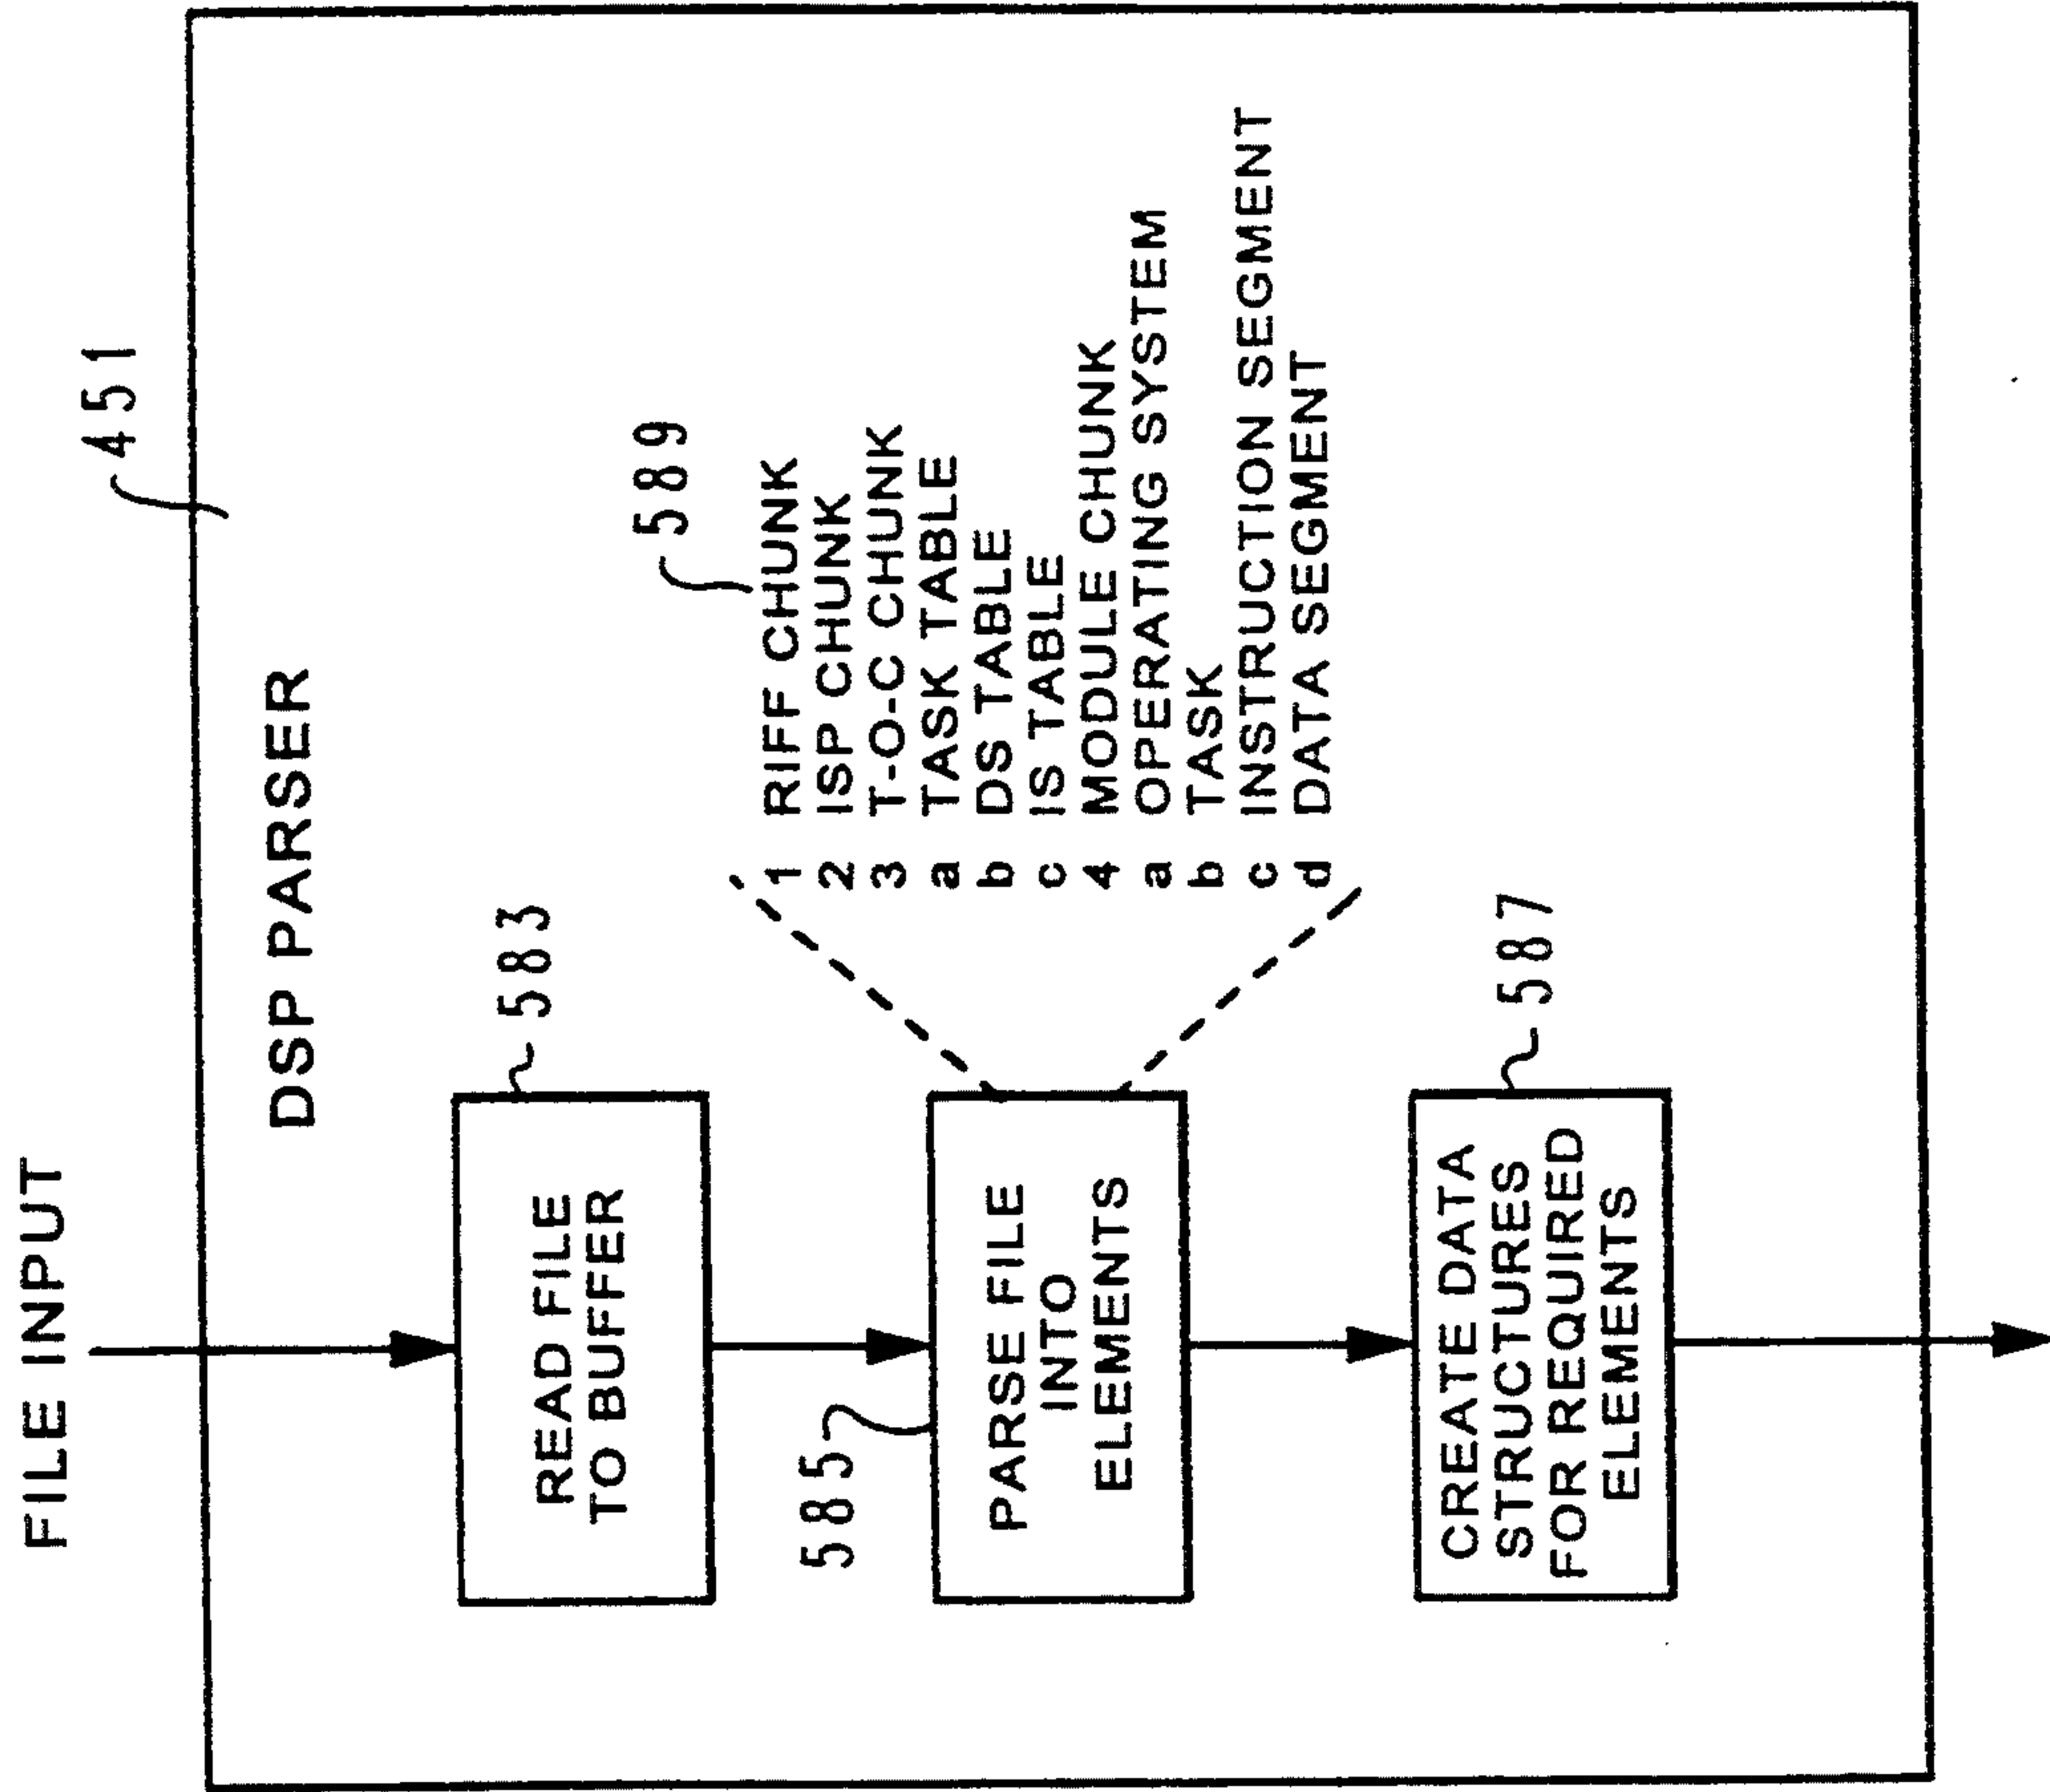 FILE INPUT
451
DSP PARSER
583
READ FILE
TO BUFFER
589
585
PARSE FILE
INTO
ELEMENTS
1 RIFF CHUNK
2 ISP CHUNK
3 T-O-C CHUNK
a TASK TABLE
b DS TABLE
c IS TABLE
4 MODULE CHUNK
a OPERATING SYSTEM
b TASK
c INSTRUCTION SEGMENT
d DATA SEGMENT
587
CREATE DATA
STRUCTURES
FOR REQUIRED
ELEMENTS